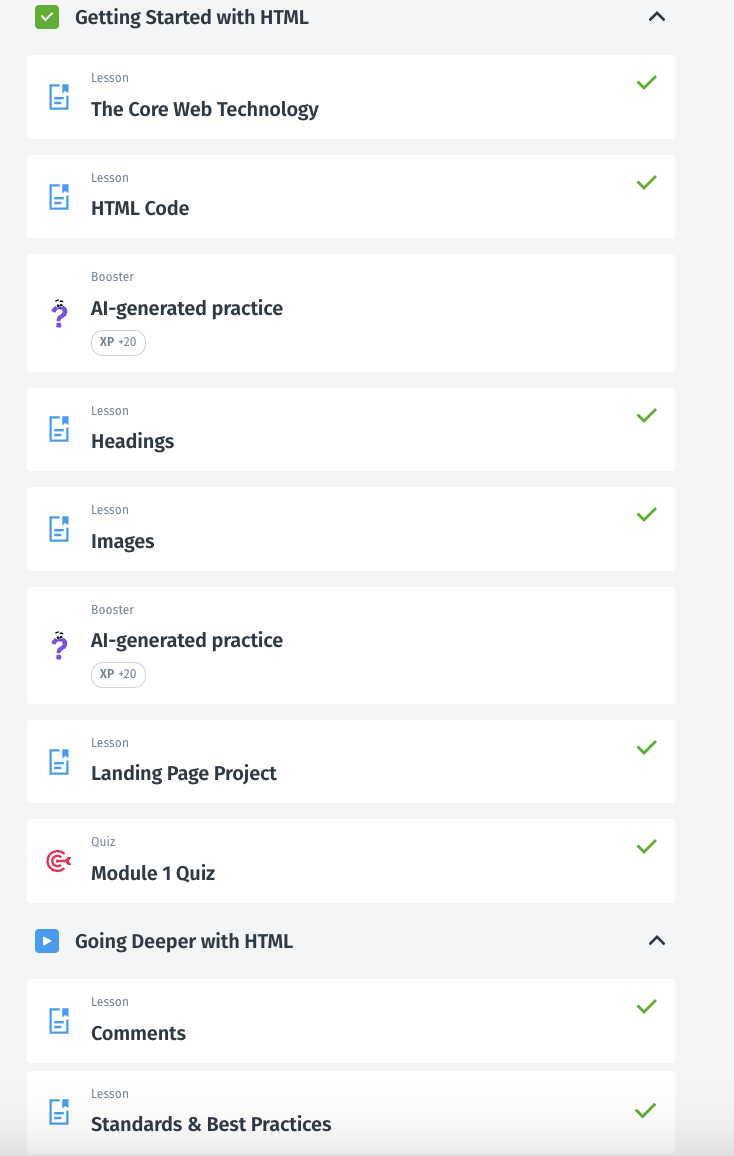 Getting Started with HTML
Lesson
The Core Web Technology
Lesson
HTML Code
Booster
AI-generated practice
XP +20
Lesson
Headings
Lesson
Images
Booster
AI-generated practice
XP +20
Lesson
Landing Page Project
Quiz
Module 1 Quiz
Going Deeper with HTML
Lesson
Comments
Lesson
Standards & Best Practices